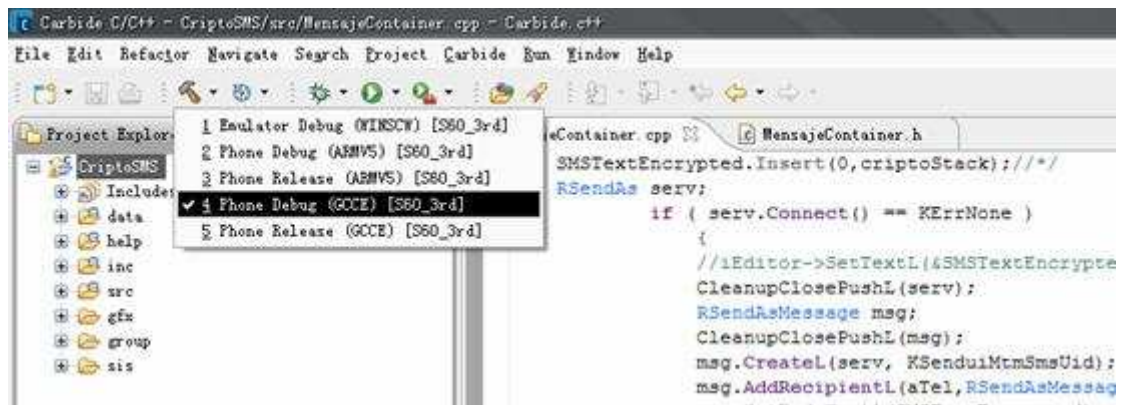 Carbide C/C++ - CriptoSMS/src/MensajeContainer.cpp - Carbide.c++
File Edit Refactor Navigate Search Project Carbide Run Window Help
Project Explor
1 Emulator Debug (WINSCW) [S60_3rd]
2 Phone Debug (ARMV5) [S60_3rd]
3 Phone Release (ARMV5) [S60_3rd]
4 Phone Debug (GCCE) [S60_3rd]
5 Phone Release (GCCE) [S60_3rd]
eContainer.cpp
MensajeContainer.h
CriptoSMS
Includes
data
help
inc
src
gfx
group
sis
SMSTextEncrypted.Insert(0,criptoStack);//*/
RSendAs serv;
if ( serv.Connect() == KErrNone )
{
//iEditor->SetTextL(&SMSTextEncrypte
CleanupClosePushL(serv);
RSendAsMessage msg;
CleanupClosePushL(msg);
msg.CreateL(serv, KSenduiMtmSmsUid);
msg.AddRecipientL(aTel,RSendAsMessag